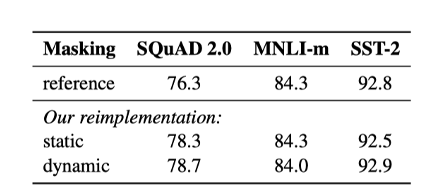 Masking SQuAD 2.0 MNLI-m SST-2
reference 76.3 84.3 92.8
Our reimplementation:
static 78.3 84.3 92.5
dynamic 78.7 84.0 92.9